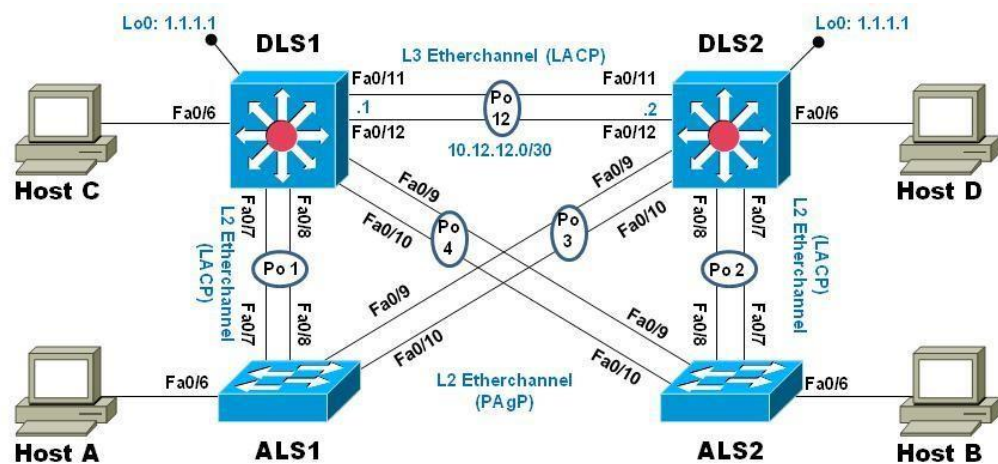 Lo0: 1.1.1.1
Lo0: 1.1.1.1
DLS1
DLS2
L3 Etherchannel (LACP)
Fa0/11
Fa0/11
Fa0/6
Po
12
Fa0/6
.1
.2
Fa0/12
Fa0/12
10.12.12.0/30
Host C
Host D
Fa0/9
Fa0/9
Fa0/10
Fa0/10
Fa0/7
Fa0/8
Fa0/8
Fa0/7
Po
4
Po
3
L2 Etherchannel
(LACP)
Po 1
Po 2
L2 Etherchannel
(LACP)
Fa0/7
Fa0/8
Fa0/9
Fa0/10
Fa0/9
Fa0/10
Fa0/8
Fa0/7
Fa0/6
L2 Etherchannel
(PAgP)
Fa0/6
Host A
ALS1
ALS2
Host B